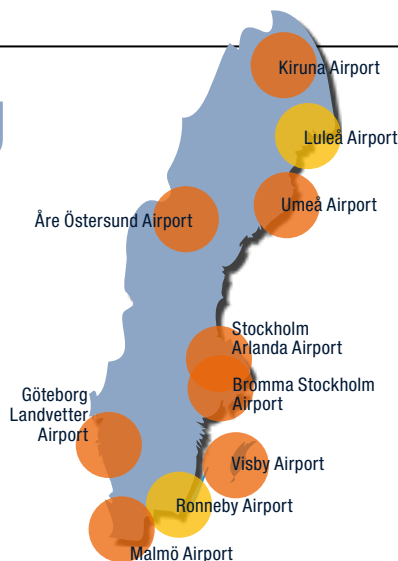 Kiruna Airport
Luleå Airport
Umeå Airport
Åre Östersund Airport
Stockholm
Arlanda Airport
Bromma Stockholm
Airport
Göteborg
Landvetter
Airport
Visby Airport
Ronneby Airport
Malmö Airport